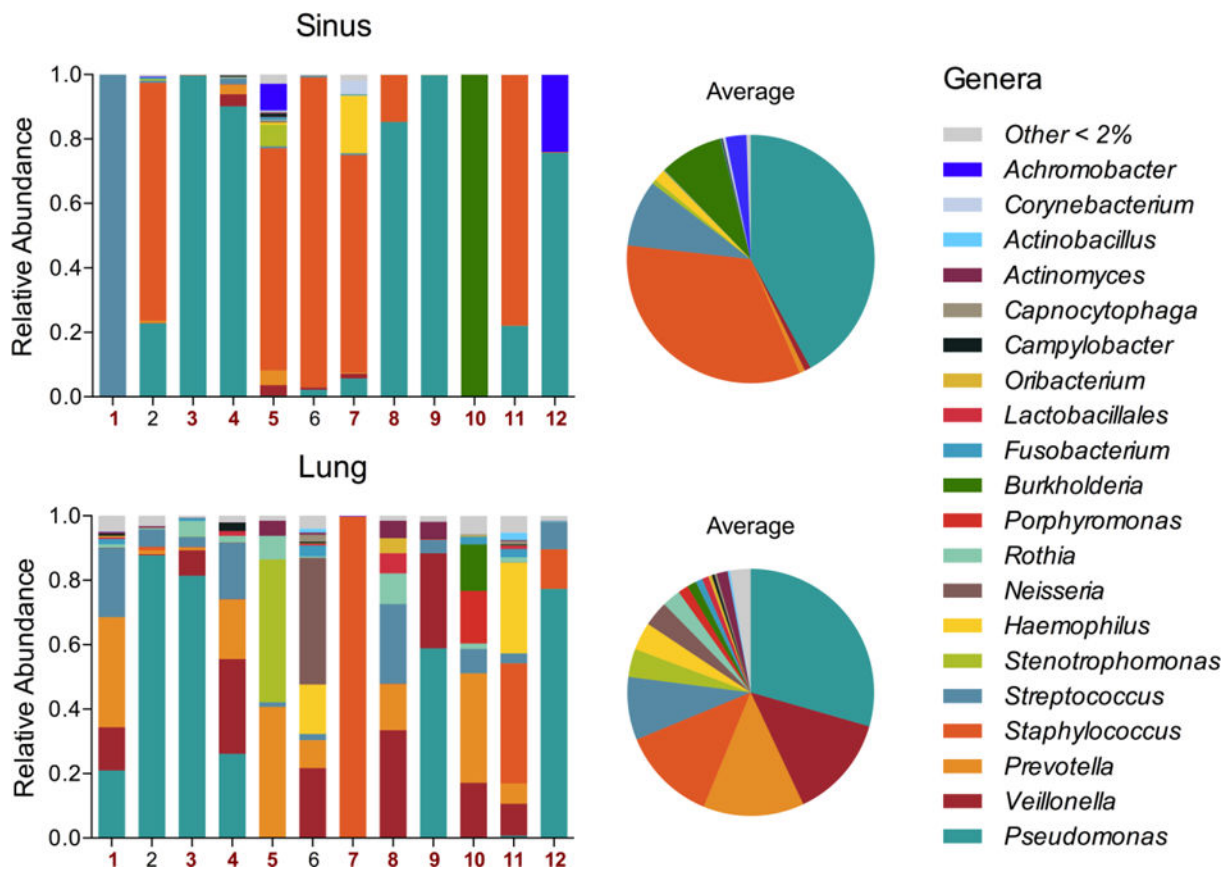 Sinus
Relative Abundance
1.0
0.8
0.6
0.4
0.2
0.0
1 2 3 4 5 6 7 8 9 10 11 12
Average
Lung
Relative Abundance
1.0
0.8
0.6
0.4
0.2
0.0
1 2 3 4 5 6 7 8 9 10 11 12
Average
Genera
Other < 2%
Achromobacter
Corynebacterium
Actinobacillus
Actinomyces
Capnocytophaga
Campylobacter
Oribacterium
Lactobacillales
Fusobacterium
Burkholderia
Porphyromonas
Rothia
Neisseria
Haemophilus
Stenotrophomonas
Streptococcus
Staphylococcus
Prevotella
Veillonella
Pseudomonas